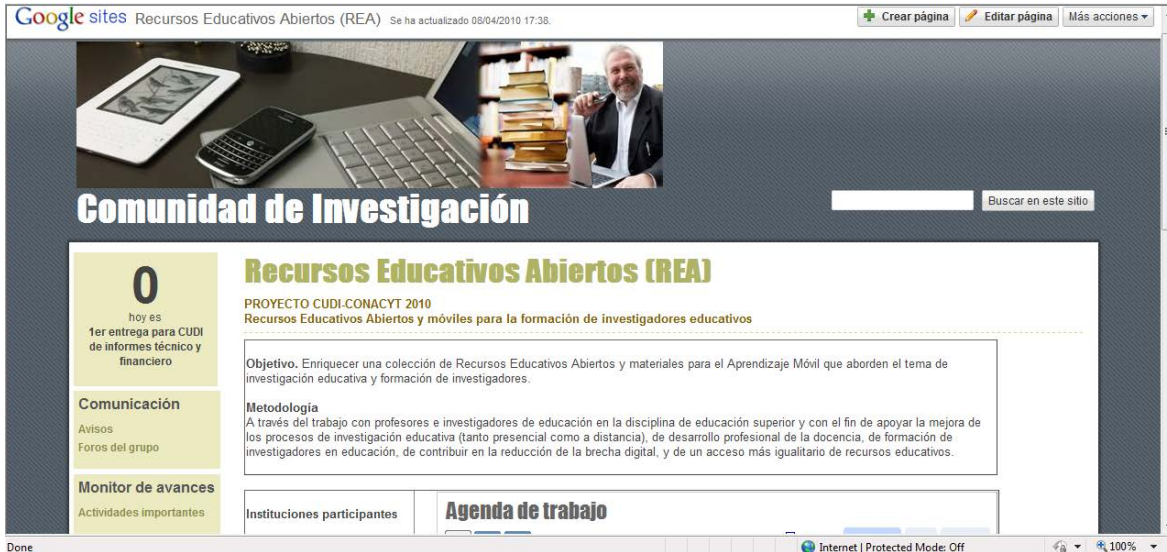 Google sites Recursos Educativos Abiertos (REA) Se ha actualizado 08/04/2010 17:38.
Crear página Editar página Más acciones
Comunidad de Investigación
Buscar en este sitio
0
hoy es
1er entrega para CUDI
de informes técnico y
financiero
Comunicación
Avisos
Foros del grupo
Monitor de avances
Actividades importantes
Recursos Educativos Abiertos (REA)
PROYECTO CUDI-CONACYT 2010
Recursos Educativos Abiertos y móviles para la formación de investigadores educativos
Objetivo. Enriquecer una colección de Recursos Educativos Abiertos y materiales para el Aprendizaje Móvil que aborden el tema de
investigación educativa y formación de investigadores.
Metodología
A través del trabajo con profesores e investigadores de educación en la disciplina de educación superior y con el fin de apoyar la mejora de
los procesos de investigación educativa (tanto presencial como a distancia), de desarrollo profesional de la docencia, de formación de
investigadores en educación, de contribuir en la reducción de la brecha digital, y de un acceso más igualitario de recursos educativos.
Instituciones participantes
Agenda de trabajo
Done
Internet | Protected Mode: Off
100%